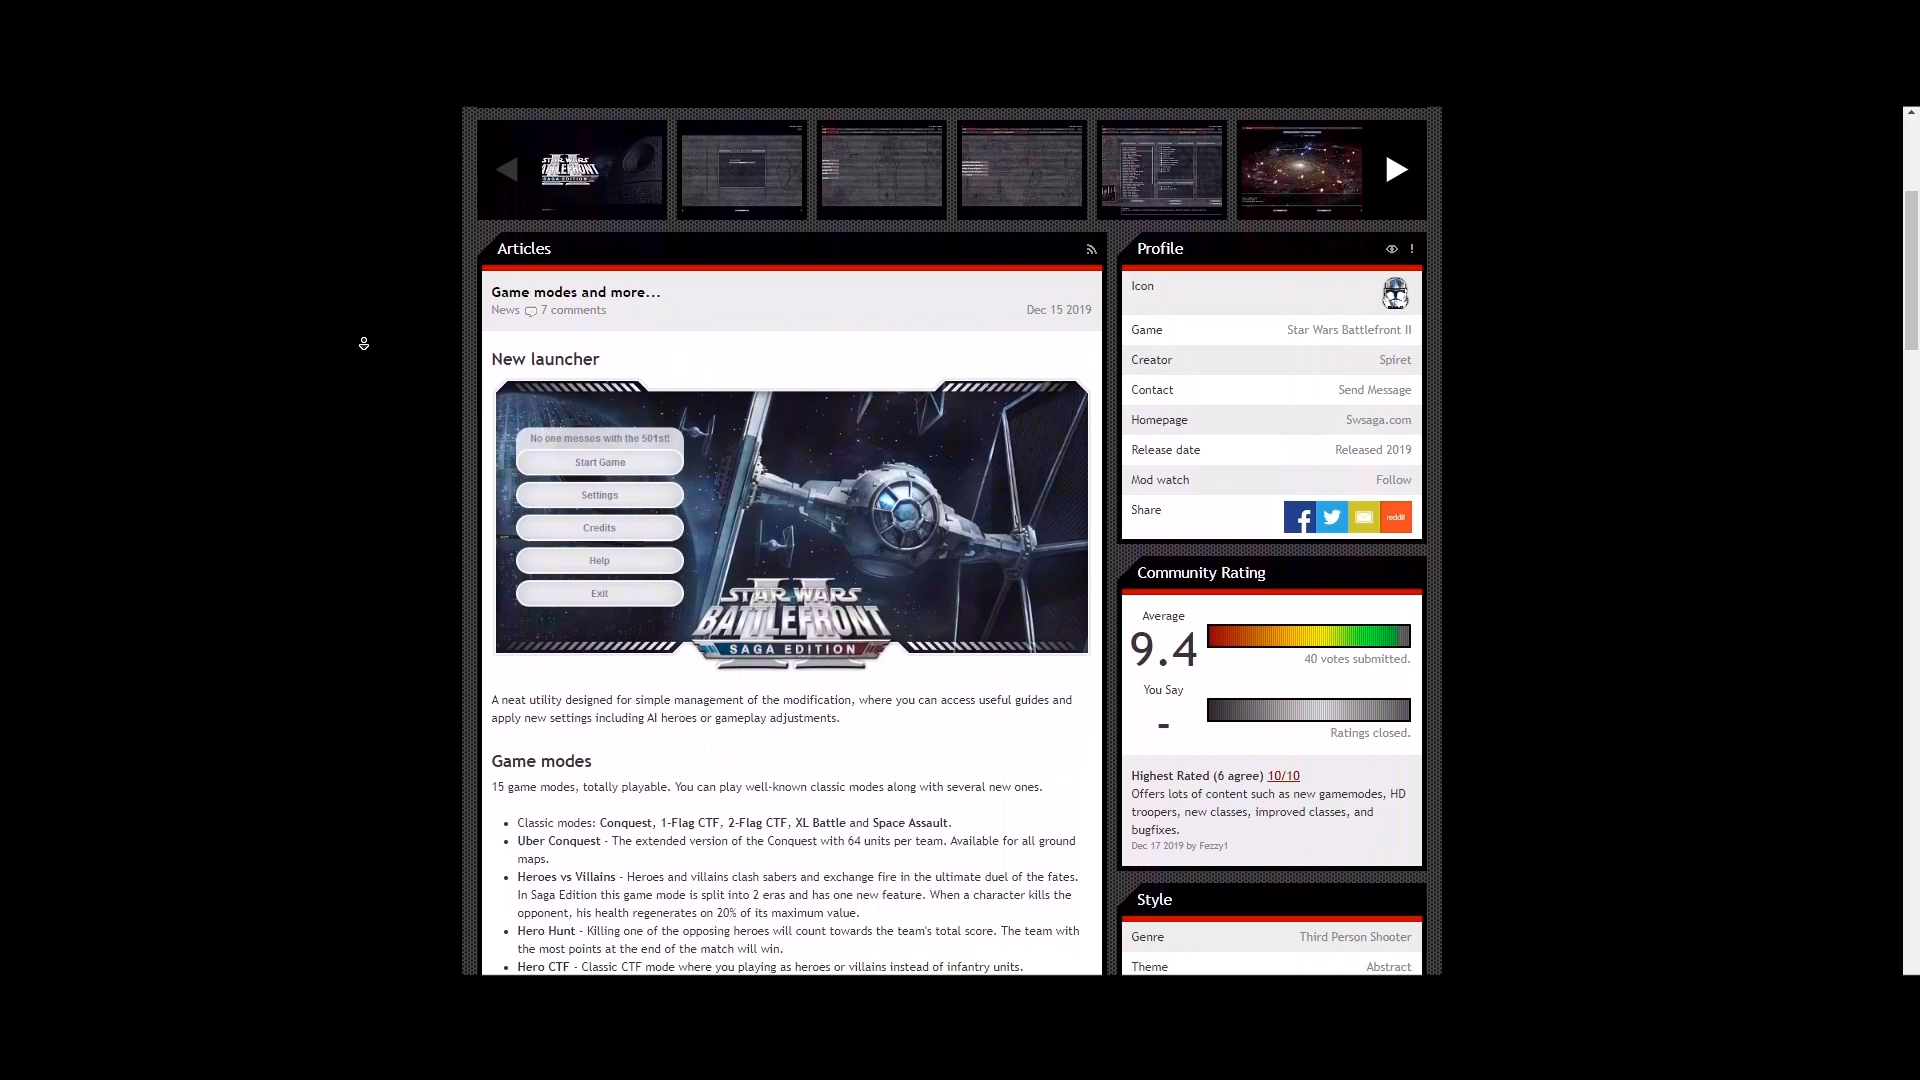 STAR WARS
BATTLEFRONT
II
SAGA EDITION
Articles
Game modes and more...
News 7 comments
Dec 15 2019
New launcher
No one messes with the 501st!
Start Game
Settings
Credits
Help
Exit
STAR WARS
BATTLEFRONT
II
SAGA EDITION
A neat utility designed for simple management of the modification, where you can access useful guides and
apply new settings including AI heroes or gameplay adjustments.
Game modes
15 game modes, totally playable. You can play well-known classic modes along with several new ones.
• Classic modes: Conquest, 1-Flag CTF, 2-Flag CTF, XL Battle and Space Assault.
• Uber Conquest - The extended version of the Conquest with 64 units per team. Available for all ground
maps.
• Heroes vs Villains - Heroes and villains clash sabers and exchange fire in the ultimate duel of the fates.
In Saga Edition this game mode is split into 2 eras and has one new feature. When a character kills the
opponent, his health regenerates on 20% of its maximum value.
• Hero Hunt - Killing one of the opposing heroes will count towards the team's total score. The team with
the most points at the end of the match will win.
• Hero CTF - Classic CTF mode where you playing as heroes or villains instead of infantry units.
Profile
Icon
Game Star Wars Battlefront II
Creator Spiret
Contact Send Message
Homepage Swsaga.com
Release date Released 2019
Mod watch Follow
Share
reddit
Community Rating
Average
9.4
40 votes submitted.
You Say
-
Ratings closed.
Highest Rated (6 agree) 10/10
Offers lots of content such as new gamemodes, HD
troopers, new classes, improved classes, and
bugfixes.
Dec 17 2019 by Fezzy1
Style
Genre Third Person Shooter
Theme Abstract